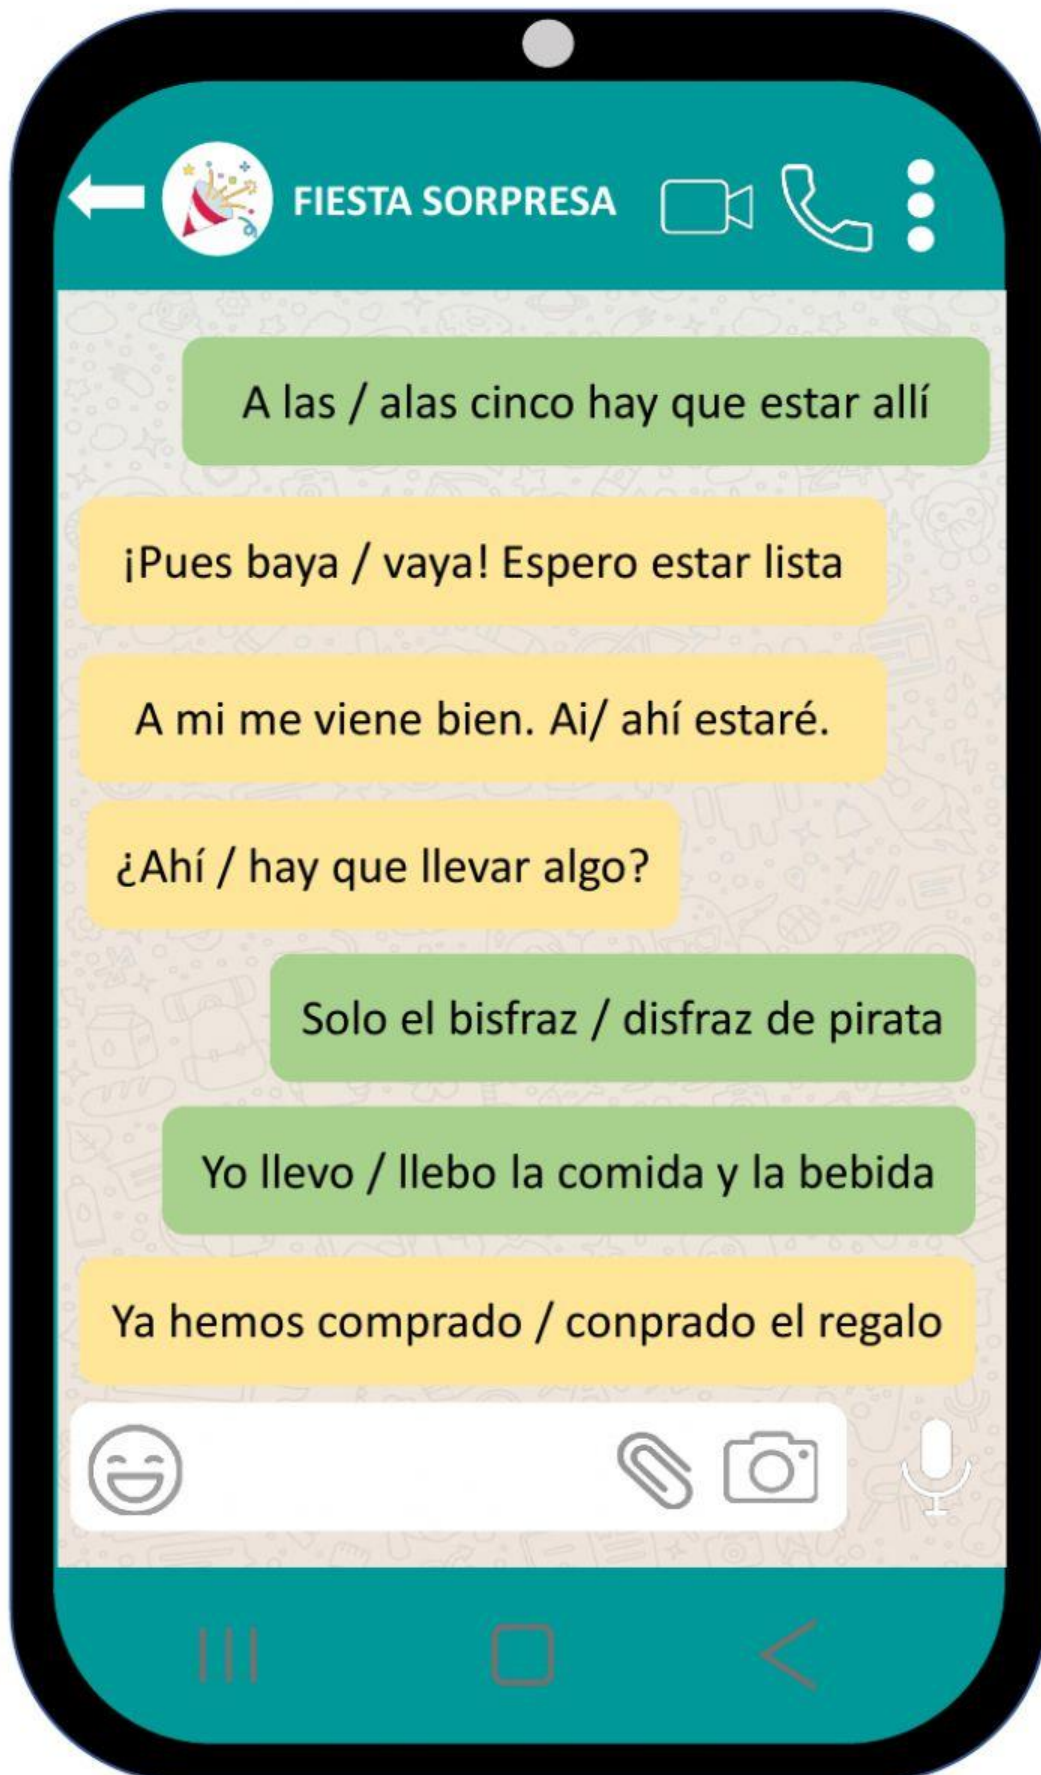 FIESTA SORPRESA
A las / alas cinco hay que estar allí
¡Pues baya / vaya! Espero estar lista
A mi me viene bien. Ai/ ahí estaré.
¿Ahí / hay que llevar algo?
Solo el bisfraz / disfraz de pirata
Yo llevo / llebo la comida y la bebida
Ya hemos comprado / conprado el regalo